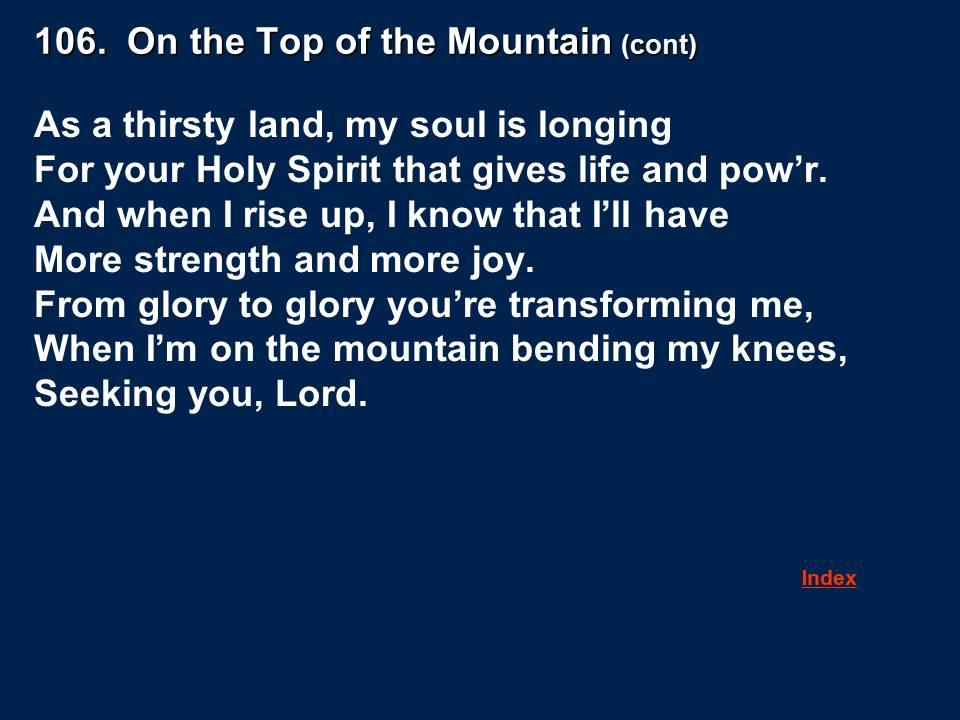 106.  On the Top of the Mountain (cont)
As a thirsty land, my soul is longing
For your Holy Spirit that gives life and pow’r.
And when I rise up, I know that I’ll have
More strength and more joy.
From glory to glory you’re transforming me,
When I’m on the mountain bending my knees,
Seeking you, Lord.
Index